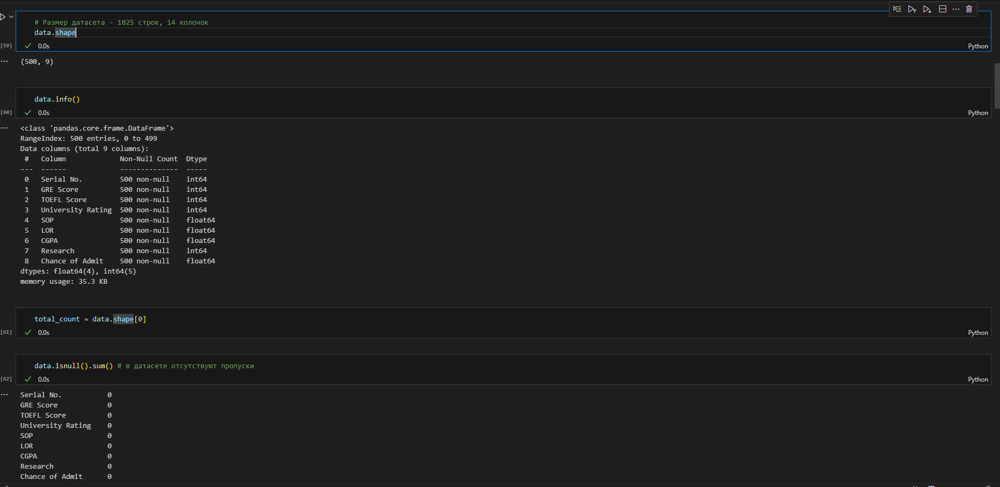 # Размер датасета - 1025 строк, 14 колонок
data.shape
[59]
0.0s
Python
(500, 9)
data.info()
[60]
0.0s
Python
<class 'pandas.core.frame.DataFrame'>
RangeIndex: 500 entries, 0 to 499
Data columns (total 9 columns):
 #   Column             Non-Null Count  Dtype
---  ------             --------------  -----
 0   Serial No.         500 non-null    int64
 1   GRE Score          500 non-null    int64
 2   TOEFL Score        500 non-null    int64
 3   University Rating  500 non-null    int64
 4   SOP                500 non-null    float64
 5   LOR                500 non-null    float64
 6   CGPA               500 non-null    float64
 7   Research           500 non-null    int64
 8   Chance of Admit    500 non-null    float64
dtypes: float64(4), int64(5)
memory usage: 35.3 KB
total_count = data.shape[0]
[61]
0.0s
Python
data.isnull().sum() # в датасете отсутствуют пропуски
[62]
0.0s
Python
Serial No.           0
GRE Score            0
TOEFL Score          0
University Rating    0
SOP                  0
LOR                  0
CGPA                 0
Research             0
Chance of Admit      0